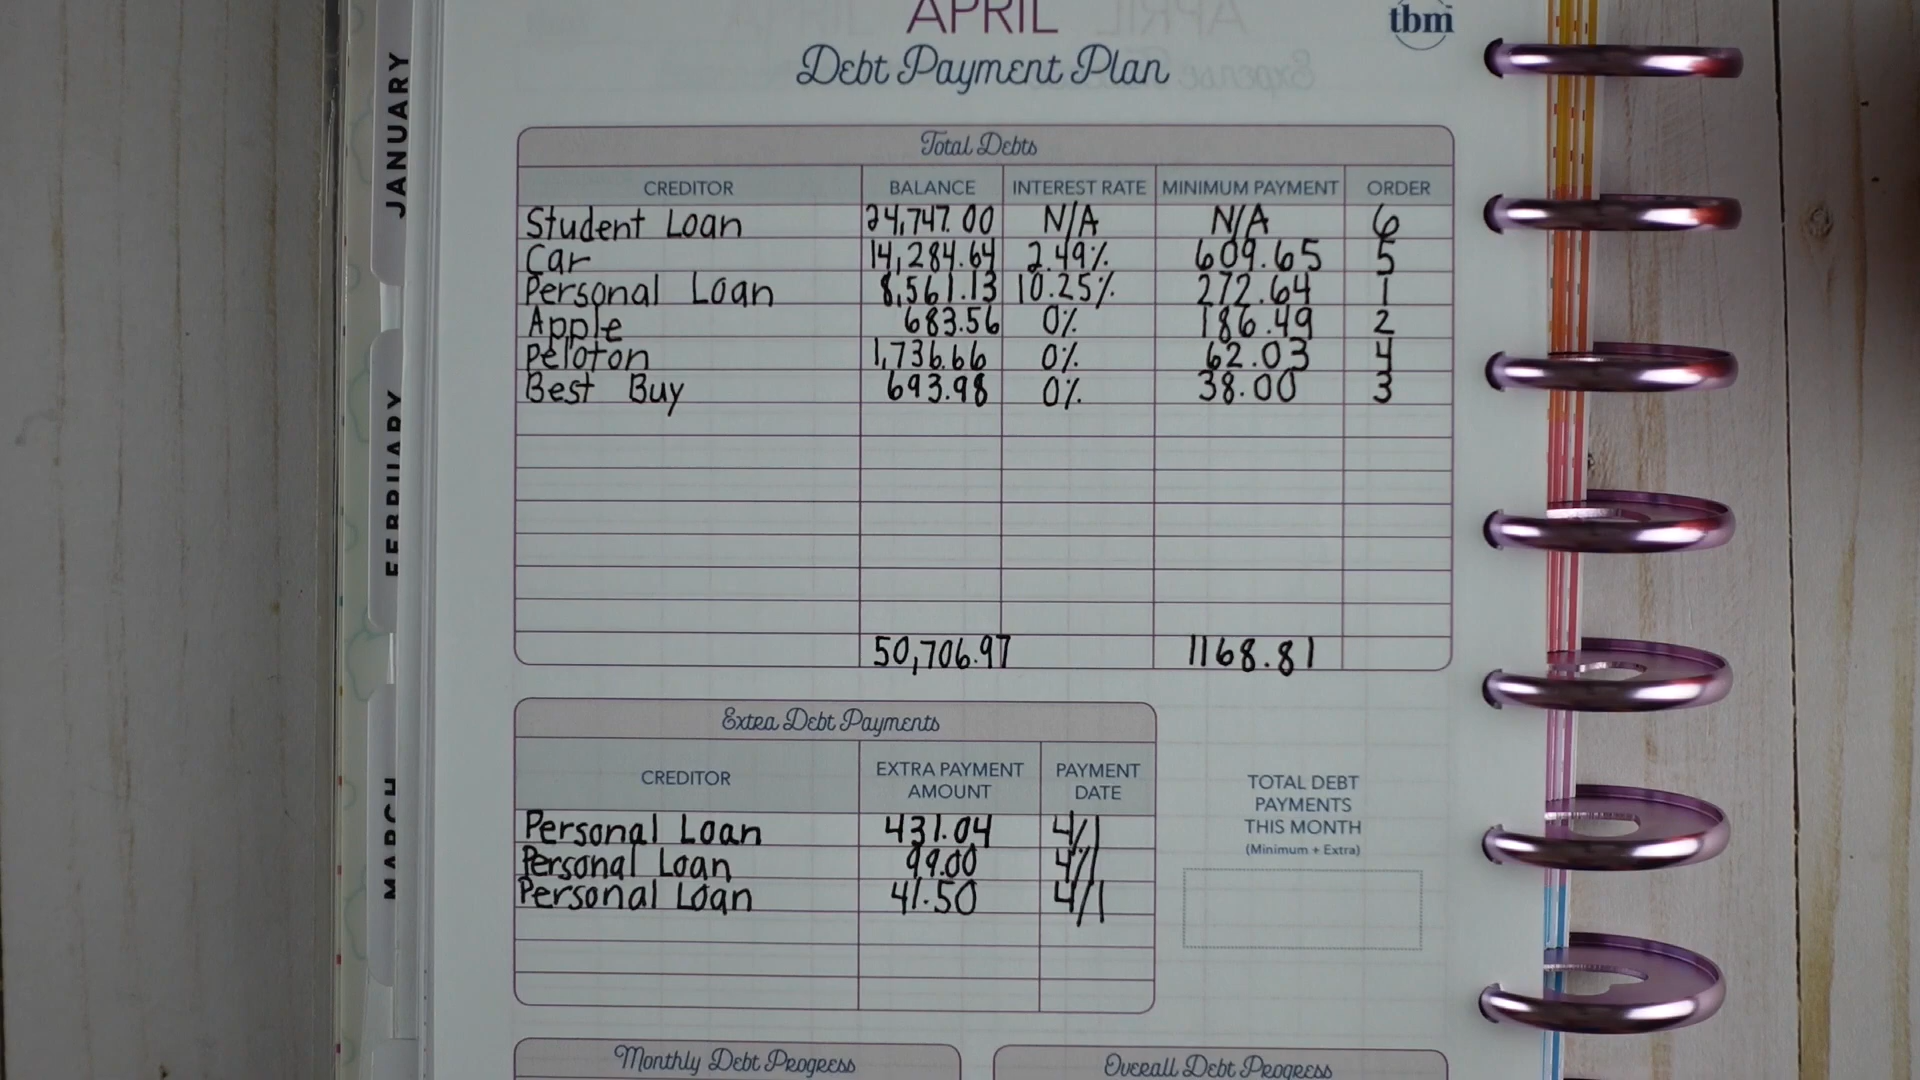 APRIL
tbm
Debt Payment Plan
Total Debts
CREDITOR BALANCE INTEREST RATE MINIMUM PAYMENT ORDER
Student Loan 24,747.00 N/A N/A 6
Car 14,284.64 2.49% 609.65 5
Personal Loan 8,561.13 10.25% 272.64 1
Apple 683.56 0% 186.49 2
Peloton 1,736.66 0% 62.03 4
Best Buy 693.98 0% 38.00 3
50,706.97 1168.81
Extra Debt Payments
CREDITOR EXTRA PAYMENT AMOUNT PAYMENT DATE
Personal Loan 431.04 4/1
Personal Loan 99.00 4/1
Personal Loan 41.50 4/1
TOTAL DEBT
PAYMENTS
THIS MONTH
(Minimum + Extra)
Monthly Debt Progress
Overall Debt Progress
JANUARY
FEBRUARY
MARCH